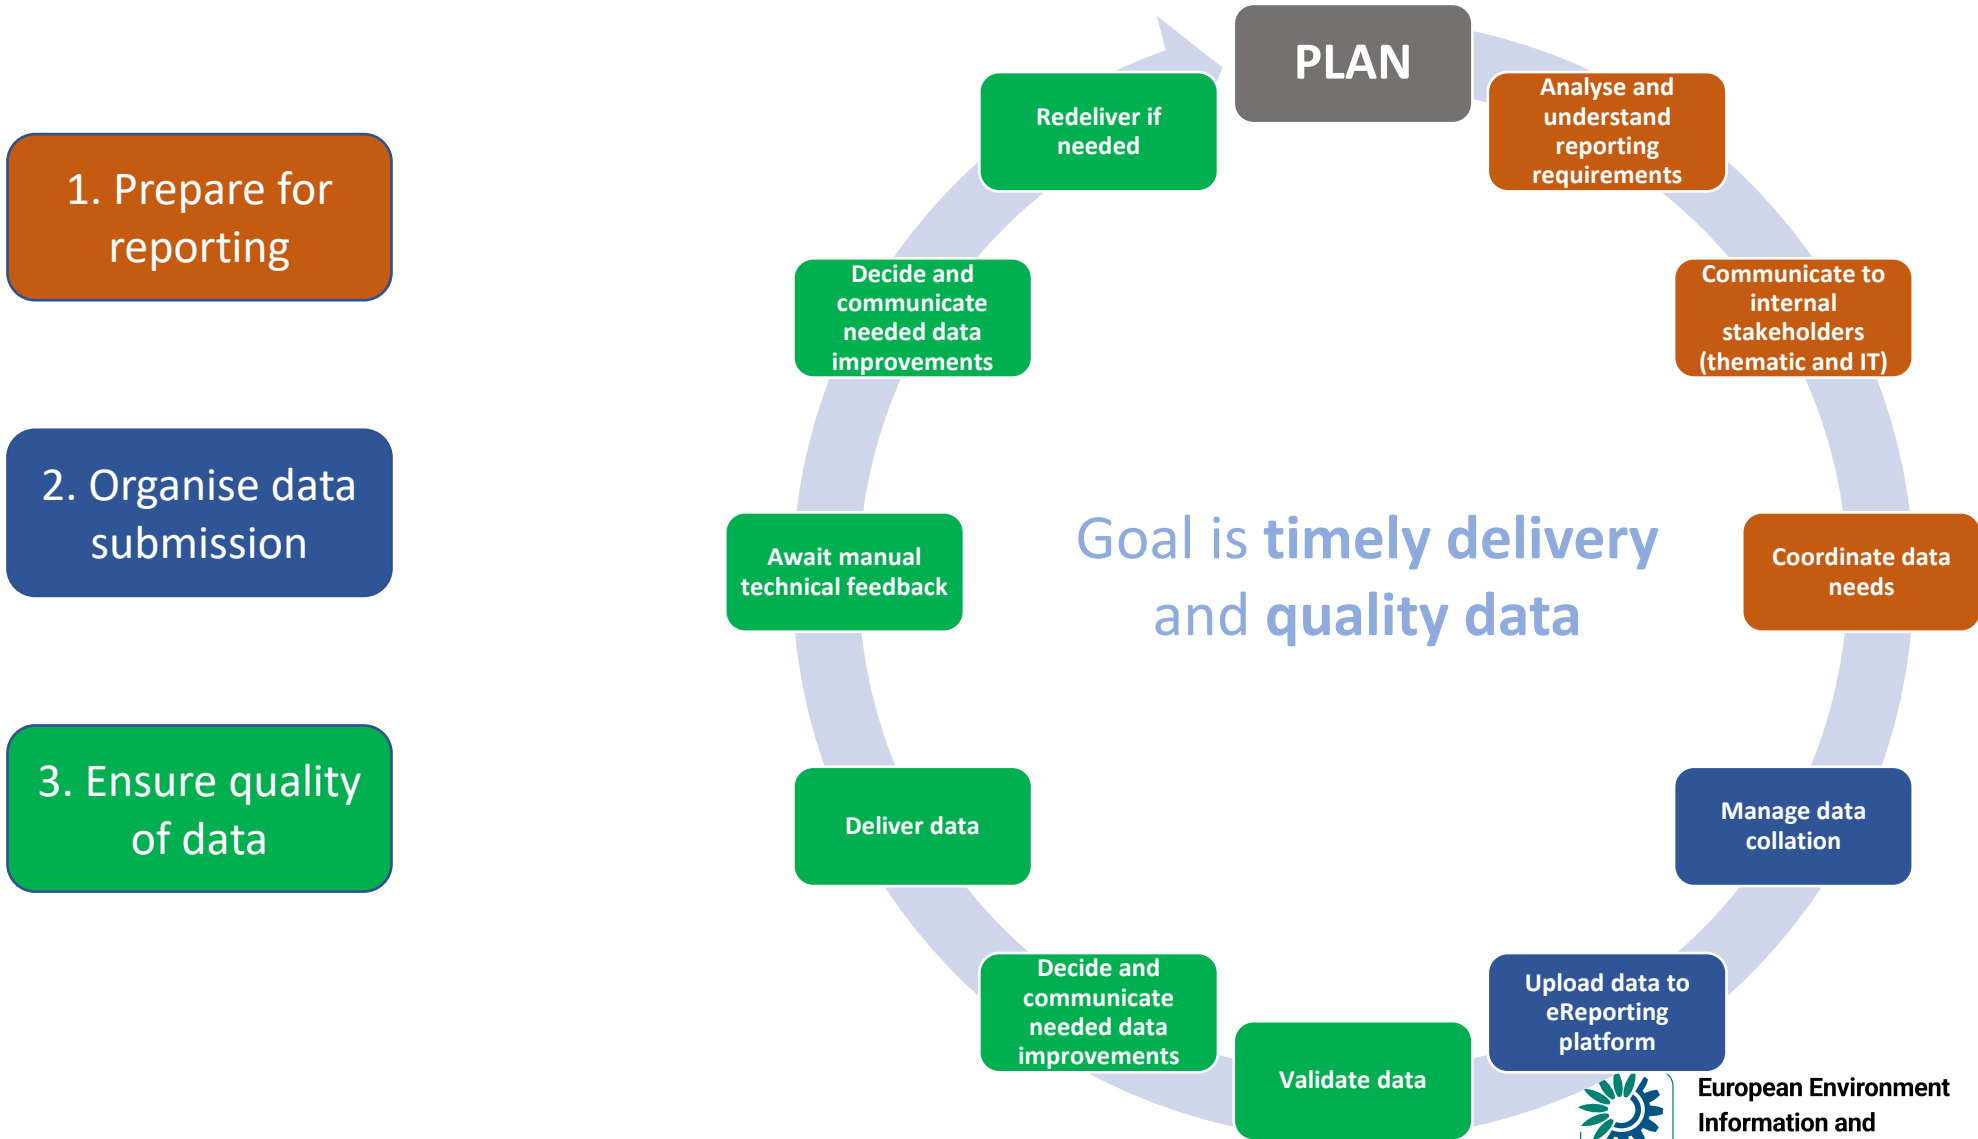 1. Prepare for
reporting
2. Organise data
submission
3. Ensure quality
of data
PLAN
Analyse and
understand
reporting
requirements
Communicate to
internal
stakeholders
(thematic and IT)
Coordinate data
needs
Manage data
collation
Upload data to
eReporting
platform
Validate data
Decide and
communicate
needed data
improvements
Deliver data
Await manual
technical feedback
Decide and
communicate
needed data
improvements
Redeliver if
needed
Goal is timely delivery
and quality data
European Environment
Information and